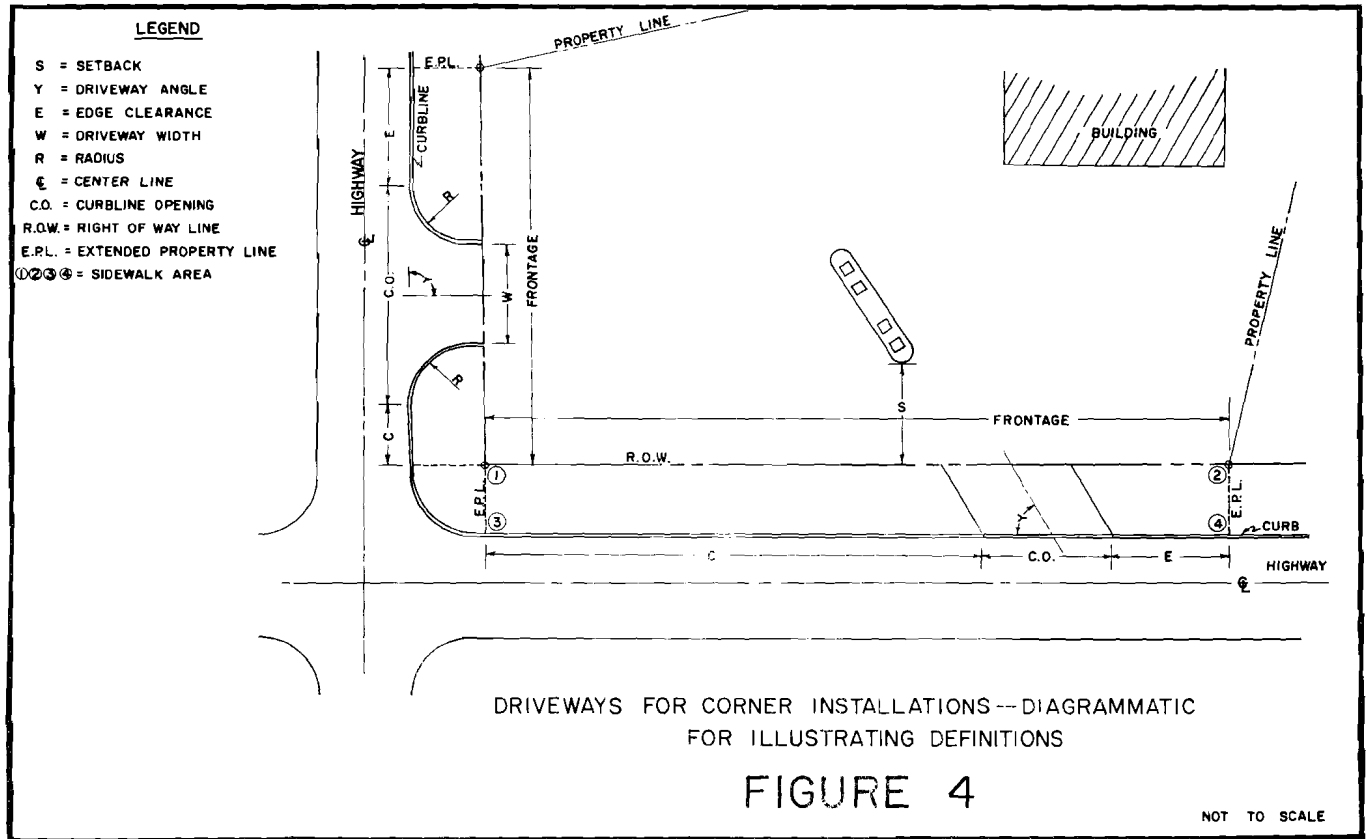 LEGEND
S = SETBACK
Y = DRIVEWAY ANGLE
E = EDGE CLEARANCE
W = DRIVEWAY WIDTH
R = RADIUS
℄ = CENTER LINE
C.O. = CURBLINE OPENING
R.O.W. = RIGHT OF WAY LINE
E.P.L. = EXTENDED PROPERTY LINE
①②③④ = SIDEWALK AREA
PROPERTY LINE
E.P.L.
CURBLINE
E
HIGHWAY
℄
R
C.O.
Y
W
FRONTAGE
R
C
BUILDING
PROPERTY LINE
S
FRONTAGE
R.O.W.
①
②
E.P.L.
E.P.L.
③
④
Y
CURB
C
C.O.
E
HIGHWAY
℄
DRIVEWAYS FOR CORNER INSTALLATIONS--DIAGRAMMATIC
FOR ILLUSTRATING DEFINITIONS
FIGURE 4
NOT TO SCALE